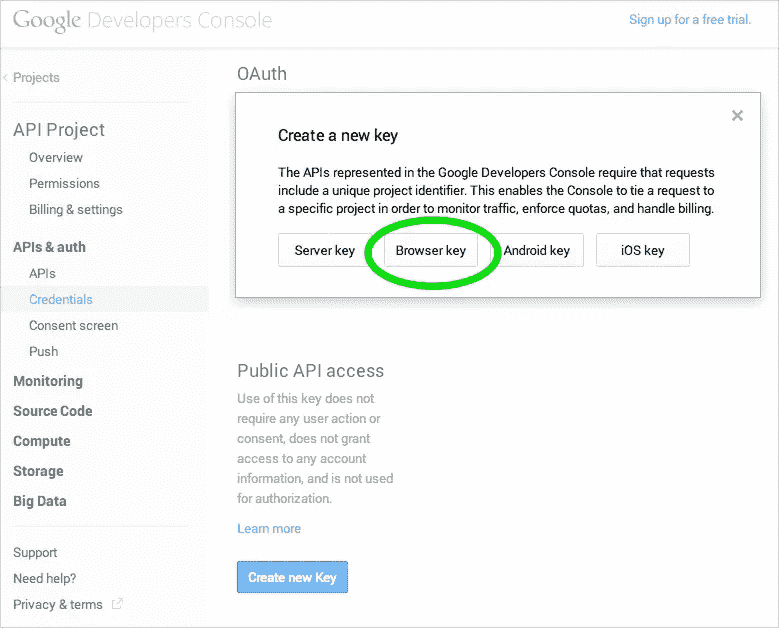 Google Developers Console
Sign up for a free trial.
Projects
API Project
Overview
Permissions
Billing & settings
APIs & auth
APIs
Credentials
Consent screen
Push
Monitoring
Source Code
Compute
Storage
Big Data
Support
Need help?
Privacy & terms
OAuth
Create a new key
The APIs represented in the Google Developers Console require that requests
include a unique project identifier. This enables the Console to tie a request to
a specific project in order to monitor traffic, enforce quotas, and handle billing.
Server key
Browser key
Android key
iOS key
Public API access
Use of this key does not
require any user action or
consent, does not grant
access to any account
information, and is not used
for authorization.
Learn more
Create new Key